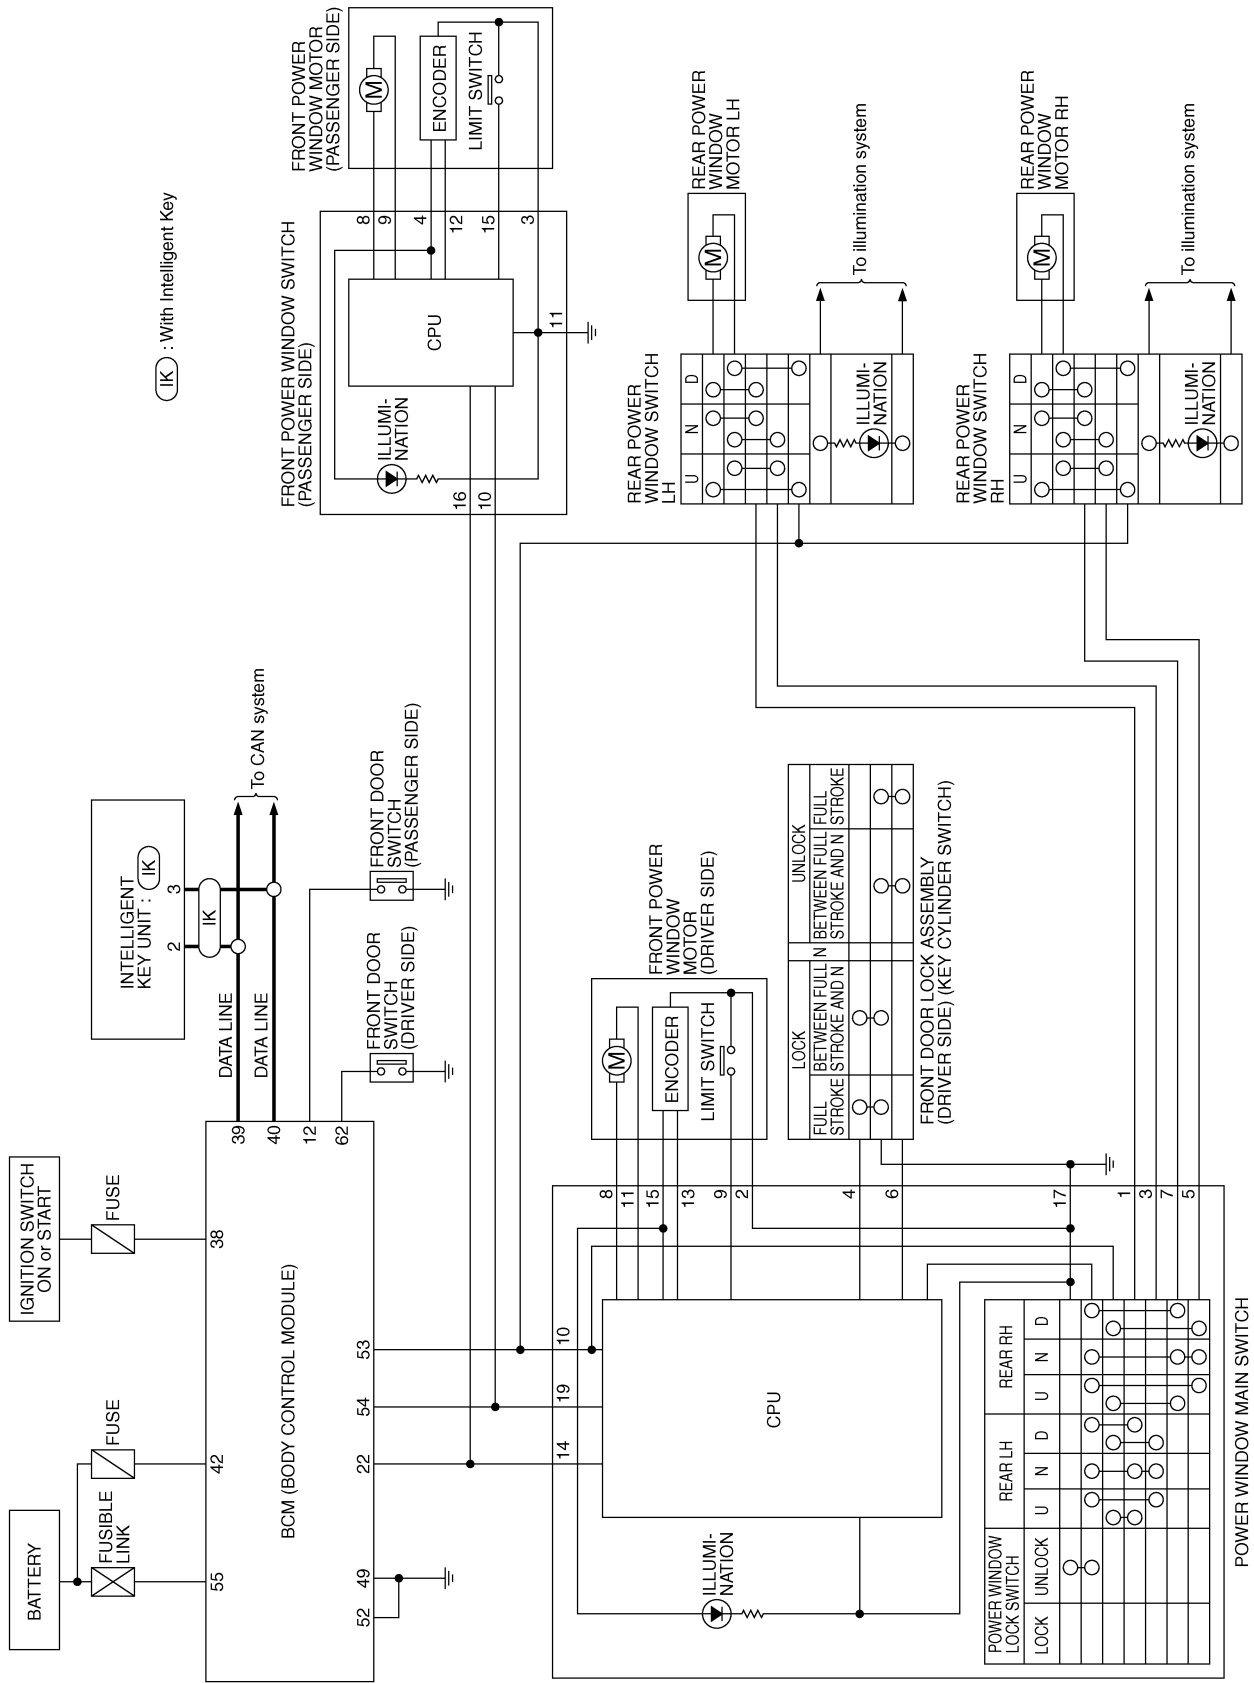 BATTERY
IGNITION SWITCH
ON or START
FUSIBLE
LINK
FUSE
FUSE
55
42
38
BCM (BODY CONTROL MODULE)
52
49
22
54
53
39
40
12
62
DATA LINE
DATA LINE
INTELLIGENT
KEY UNIT : IK
2
3
IK
To CAN system
IK : With Intelligent Key
FRONT DOOR
SWITCH
(DRIVER SIDE)
FRONT DOOR
SWITCH
(PASSENGER SIDE)
FRONT POWER WINDOW SWITCH
(PASSENGER SIDE)
ILLUMI-
NATION
CPU
16
10
8
9
4
12
15
3
11
FRONT POWER
WINDOW MOTOR
(PASSENGER SIDE)
M
ENCODER
LIMIT SWITCH
14
19
10
CPU
ILLUMI-
NATION
8
11
15
13
9
2
4
6
17
1
3
7
5
FRONT POWER
WINDOW
MOTOR
(DRIVER SIDE)
M
ENCODER
LIMIT SWITCH
LOCK
N
UNLOCK
FULL
STROKE
BETWEEN FULL
STROKE AND N
BETWEEN FULL
STROKE AND N
FULL
STROKE
FRONT DOOR LOCK ASSEMBLY
(DRIVER SIDE) (KEY CYLINDER SWITCH)
POWER WINDOW
LOCK SWITCH
REAR LH
REAR RH
LOCK
UNLOCK
U
N
D
U
N
D
POWER WINDOW MAIN SWITCH
REAR POWER
WINDOW SWITCH
LH
U
N
D
ILLUMI-
NATION
REAR POWER
WINDOW
MOTOR LH
M
To illumination system
REAR POWER
WINDOW SWITCH
RH
U
N
D
ILLUMI-
NATION
REAR POWER
WINDOW
MOTOR RH
M
To illumination system